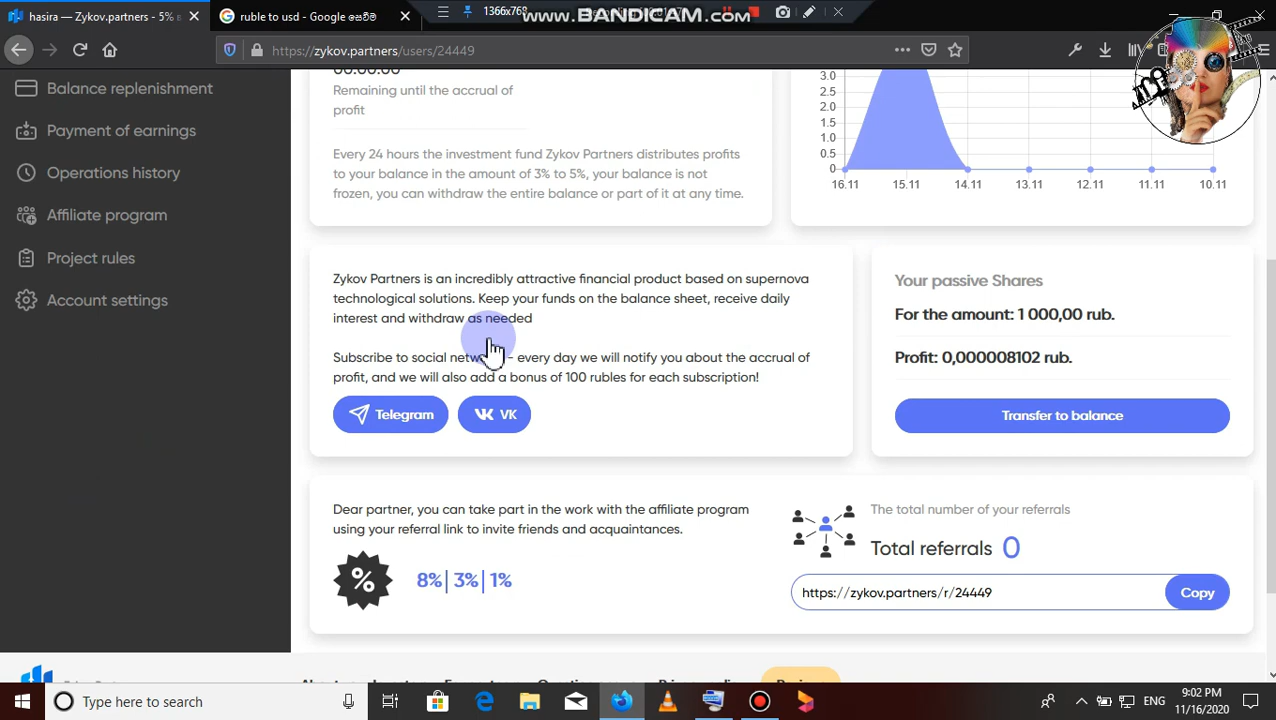 hasira — Zykov.partners - 5%
ruble to usd - Google
1366x768
www.BANDICAM.com
https://zykov.partners/users/24449
Balance replenishment
Payment of earnings
Operations history
Affiliate program
Project rules
Account settings
Remaining until the accrual of
profit
Every 24 hours the investment fund Zykov Partners distributes profits
to your balance in the amount of 3% to 5%, your balance is not
frozen, you can withdraw the entire balance or part of it at any time.
3.0
2.5
2.0
1.5
1.0
0.5
0
16.11 15.11 14.11 13.11 12.11 11.11 10.11
Zykov Partners is an incredibly attractive financial product based on supernova
technological solutions. Keep your funds on the balance sheet, receive daily
interest and withdraw as needed
Subscribe to social - every day we will notify you about the accrual of
profit, and we will also add a bonus of 100 rubles for each subscription!
Telegram
VK
Your passive Shares
For the amount: 1 000,00 rub.
Profit: 0,000008102 rub.
Transfer to balance
Dear partner, you can take part in the work with the affiliate program
using your referral link to invite friends and acquaintances.
%
8% | 3% | 1%
The total number of your referrals
Total referrals 0
https://zykov.partners/r/24449
Copy
Type here to search
ENG
9:02 PM
11/16/2020